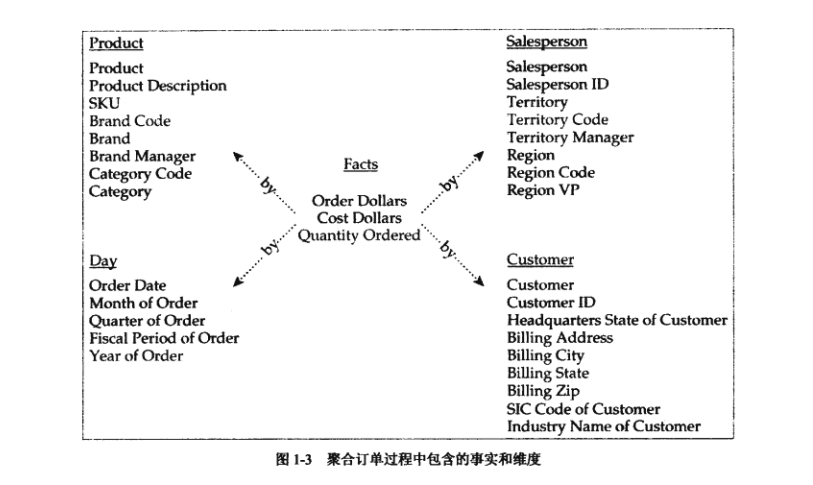 Product
Product
Product Description
SKU
Brand Code
Brand
Brand Manager
Category Code
Category
Salesperson
Salesperson
Salesperson ID
Territory
Territory Code
Territory Manager
Region
Region Code
Region VP
Facts
Order Dollars
Cost Dollars
Quantity Ordered
by
by
by
by
Day
Order Date
Month of Order
Quarter of Order
Fiscal Period of Order
Year of Order
Customer
Customer
Customer ID
Headquarters State of Customer
Billing Address
Billing City
Billing State
Billing Zip
SIC Code of Customer
Industry Name of Customer
图 1-3 聚合订单过程中包含的事实和维度